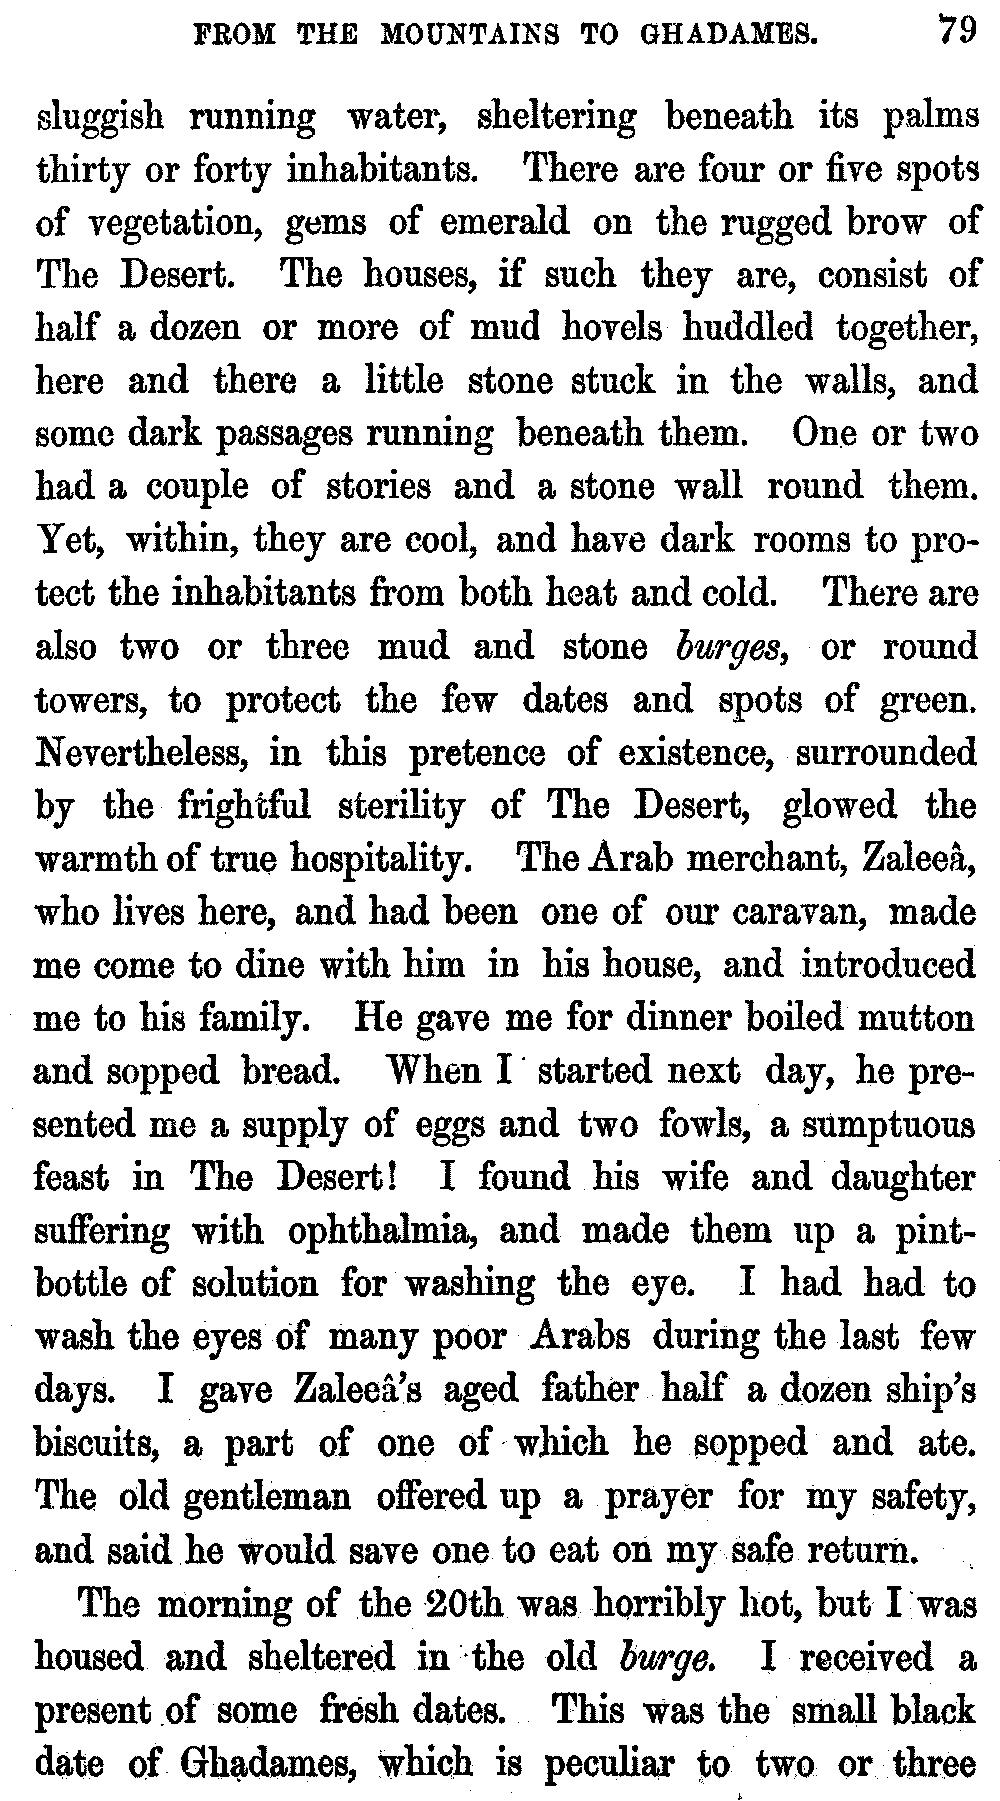 FROM THE MOUNTAINS TO GHADAMES. 79
sluggish running water, sheltering beneath its palms
thirty or forty inhabitants. There are four or five spots
of vegetation, gems of emerald on the rugged brow of
The Desert. The houses, if such they are, consist of
half a dozen or more of mud hovels huddled together,
here and there a little stone stuck in the walls, and
some dark passages running beneath them. One or two
had a couple of stories and a stone wall round them.
Yet, within, they are cool, and have dark rooms to pro-
tect the inhabitants from both heat and cold. There are
also two or three mud and stone burges, or round
towers, to protect the few dates and spots of green.
Nevertheless, in this pretence of existence, surrounded
by the frightful sterility of The Desert, glowed the
warmth of true hospitality. The Arab merchant, Zaleeâ,
who lives here, and had been one of our caravan, made
me come to dine with him in his house, and introduced
me to his family. He gave me for dinner boiled mutton
and sopped bread. When I started next day, he pre-
sented me a supply of eggs and two fowls, a sumptuous
feast in The Desert! I found his wife and daughter
suffering with ophthalmia, and made them up a pint-
bottle of solution for washing the eye. I had had to
wash the eyes of many poor Arabs during the last few
days. I gave Zaleeâ's aged father half a dozen ship's
biscuits, a part of one of which he sopped and ate.
The old gentleman offered up a prayer for my safety,
and said he would save one to eat on my safe return.
The morning of the 20th was horribly hot, but I was
housed and sheltered in the old burge. I received a
present of some fresh dates. This was the small black
date of Ghadames, which is peculiar to two or three